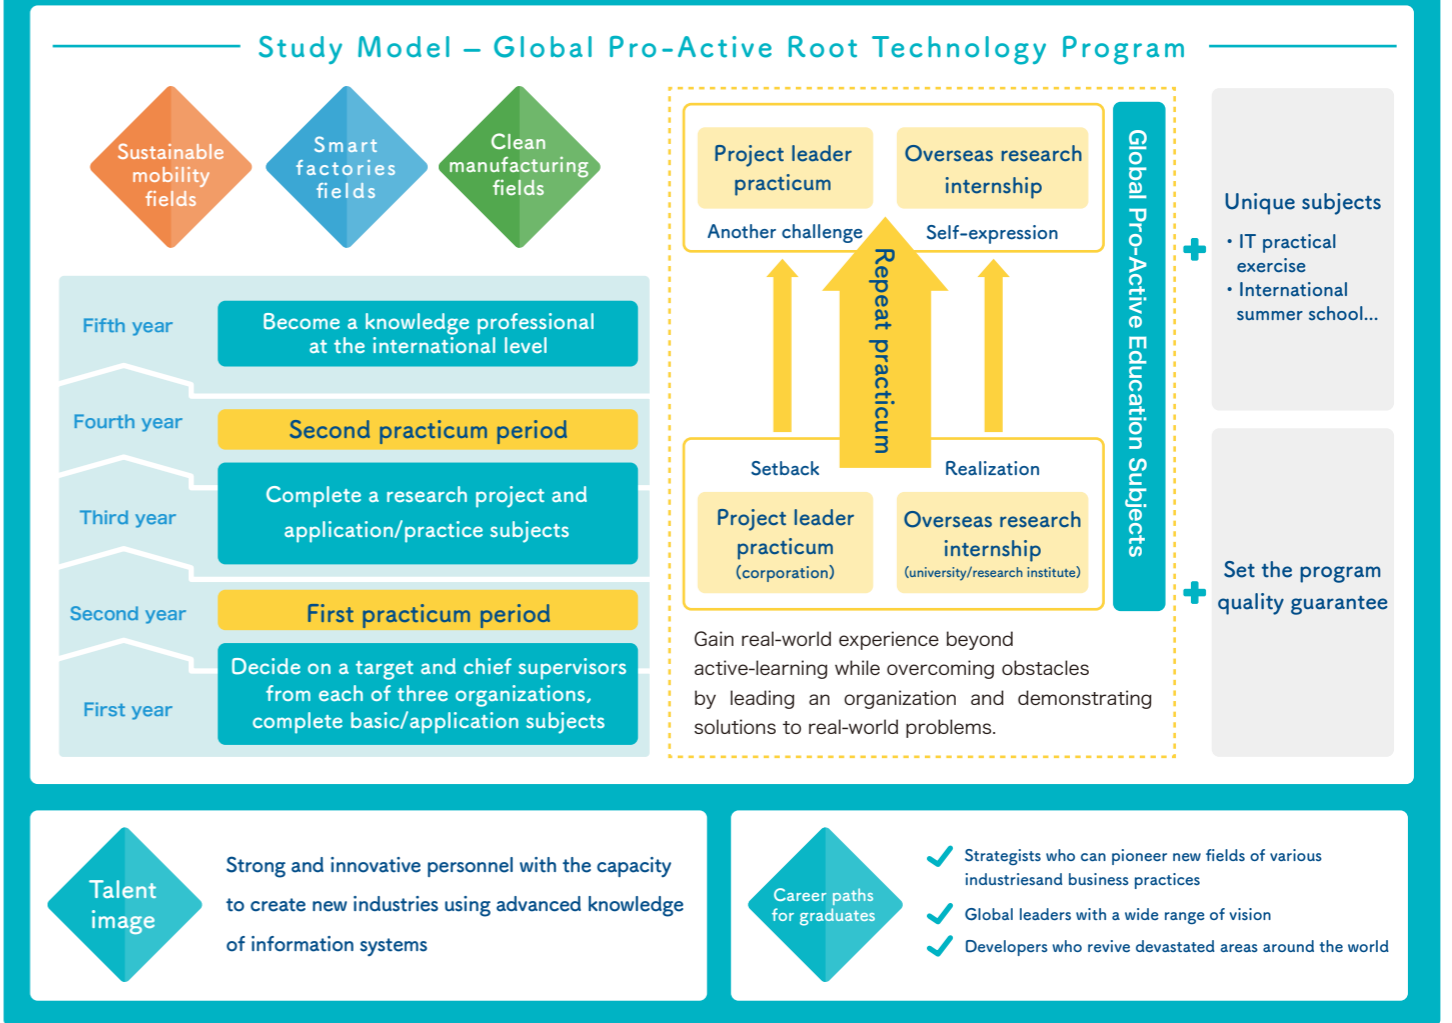 Study Model – Global Pro-Active Root Technology Program
Sustainable
mobility
fields
Smart
factories
fields
Clean
manufacturing
fields
Fifth year
Become a knowledge professional
at the international level
Fourth year
Second practicum period
Third year
Complete a research project and
application/practice subjects
Second year
First practicum period
First year
Decide on a target and chief supervisors
from each of three organizations,
complete basic/application subjects
Project leader
practicum
Overseas research
internship
Another challenge
Self-expression
Repeat practicum
Setback
Realization
Project leader
practicum
(corporation)
Overseas research
internship
(university/research institute)
Global Pro-Active Education Subjects
Gain real-world experience beyond
active-learning while overcoming obstacles
by leading an organization and demonstrating
solutions to real-world problems.
Unique subjects
・IT practical
exercise
・International
summer school...
Set the program
quality guarantee
Talent
image
Strong and innovative personnel with the capacity
to create new industries using advanced knowledge
of information systems
Career paths
for graduates
Strategists who can pioneer new fields of various
industriesand business practices
Global leaders with a wide range of vision
Developers who revive devastated areas around the world